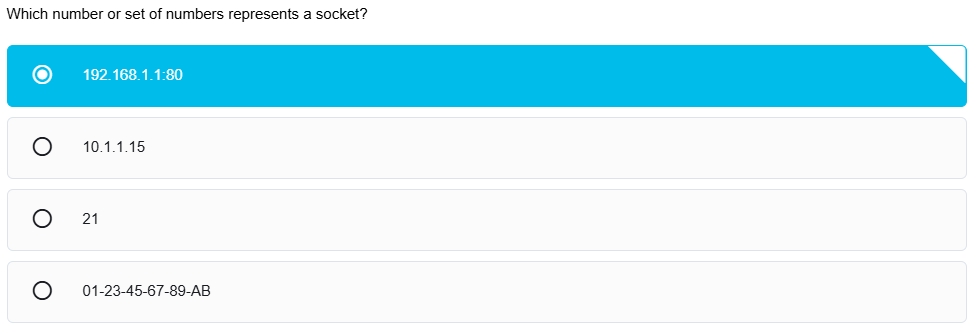 Which number or set of numbers represents a socket?
192.168.1.1:80
10.1.1.15
21
01-23-45-67-89-AB